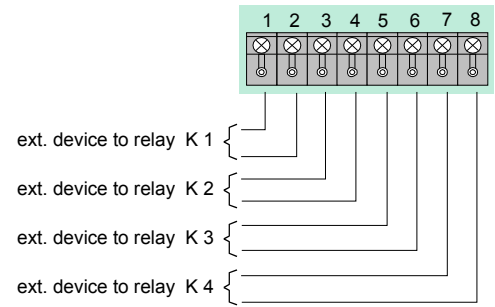 1 2 3 4 5 6 7 8
ext. device to relay K 1
ext. device to relay K 2
ext. device to relay K 3
ext. device to relay K 4